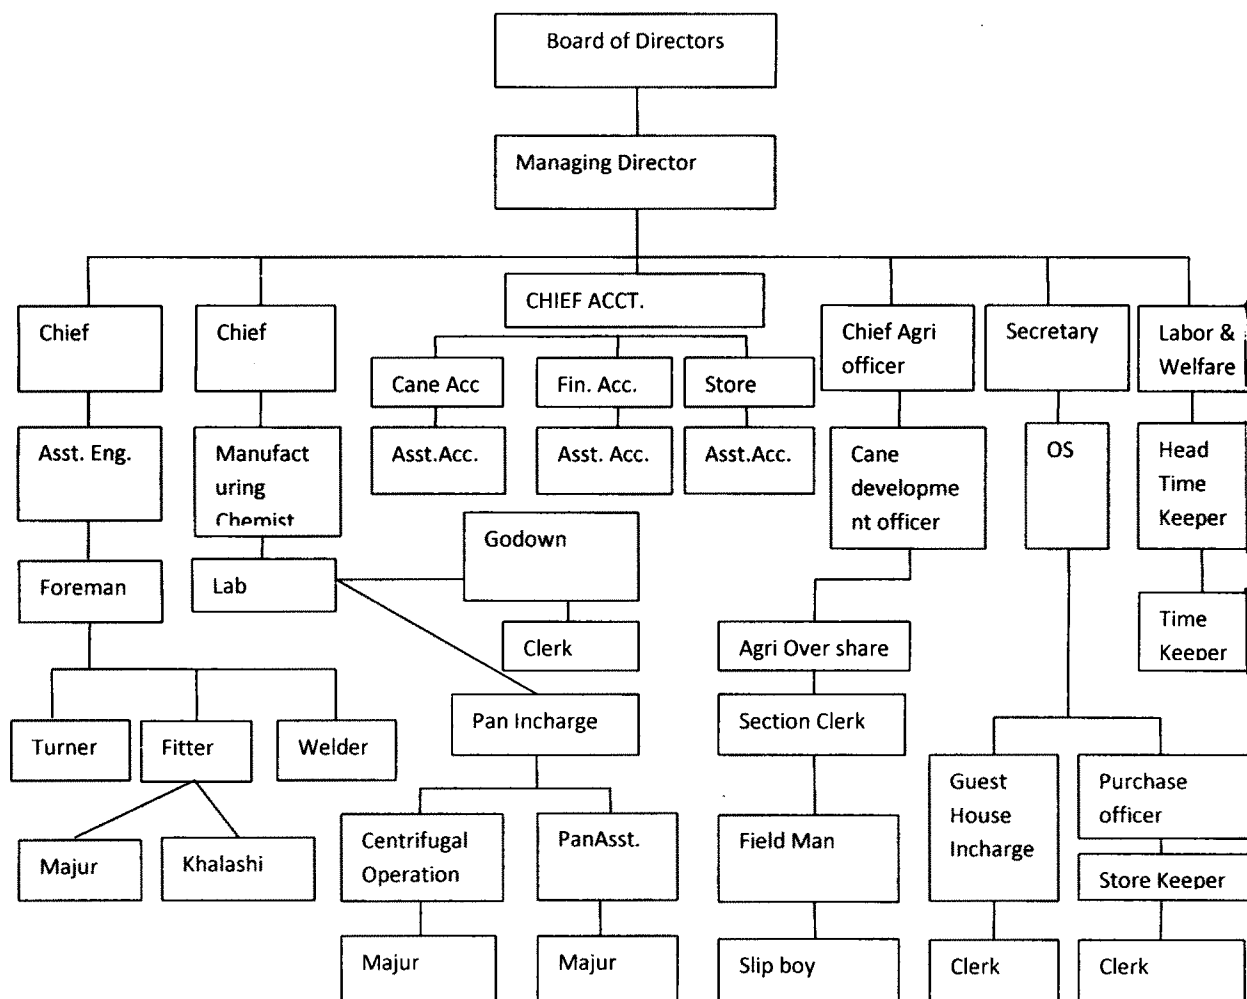 Board of Directors
Managing Director
CHIEF ACCT.
Chief
Chief
Chief Agri
officer
Secretary
Labor &
Welfare
Cane Acc
Fin. Acc.
Store
Asst. Eng.
Manufact
uring
Chemist
Asst.Acc.
Asst. Acc.
Asst.Acc.
Cane
developme
nt officer
OS
Head
Time
Keeper
Godown
Foreman
Lab
Clerk
Agri Over share
Time
Keeper
Pan Incharge
Section Clerk
Turner
Fitter
Welder
Guest
House
Incharge
Purchase
officer
Centrifugal
Operation
PanAsst.
Field Man
Majur
Khalashi
Store Keeper
Majur
Majur
Slip boy
Clerk
Clerk